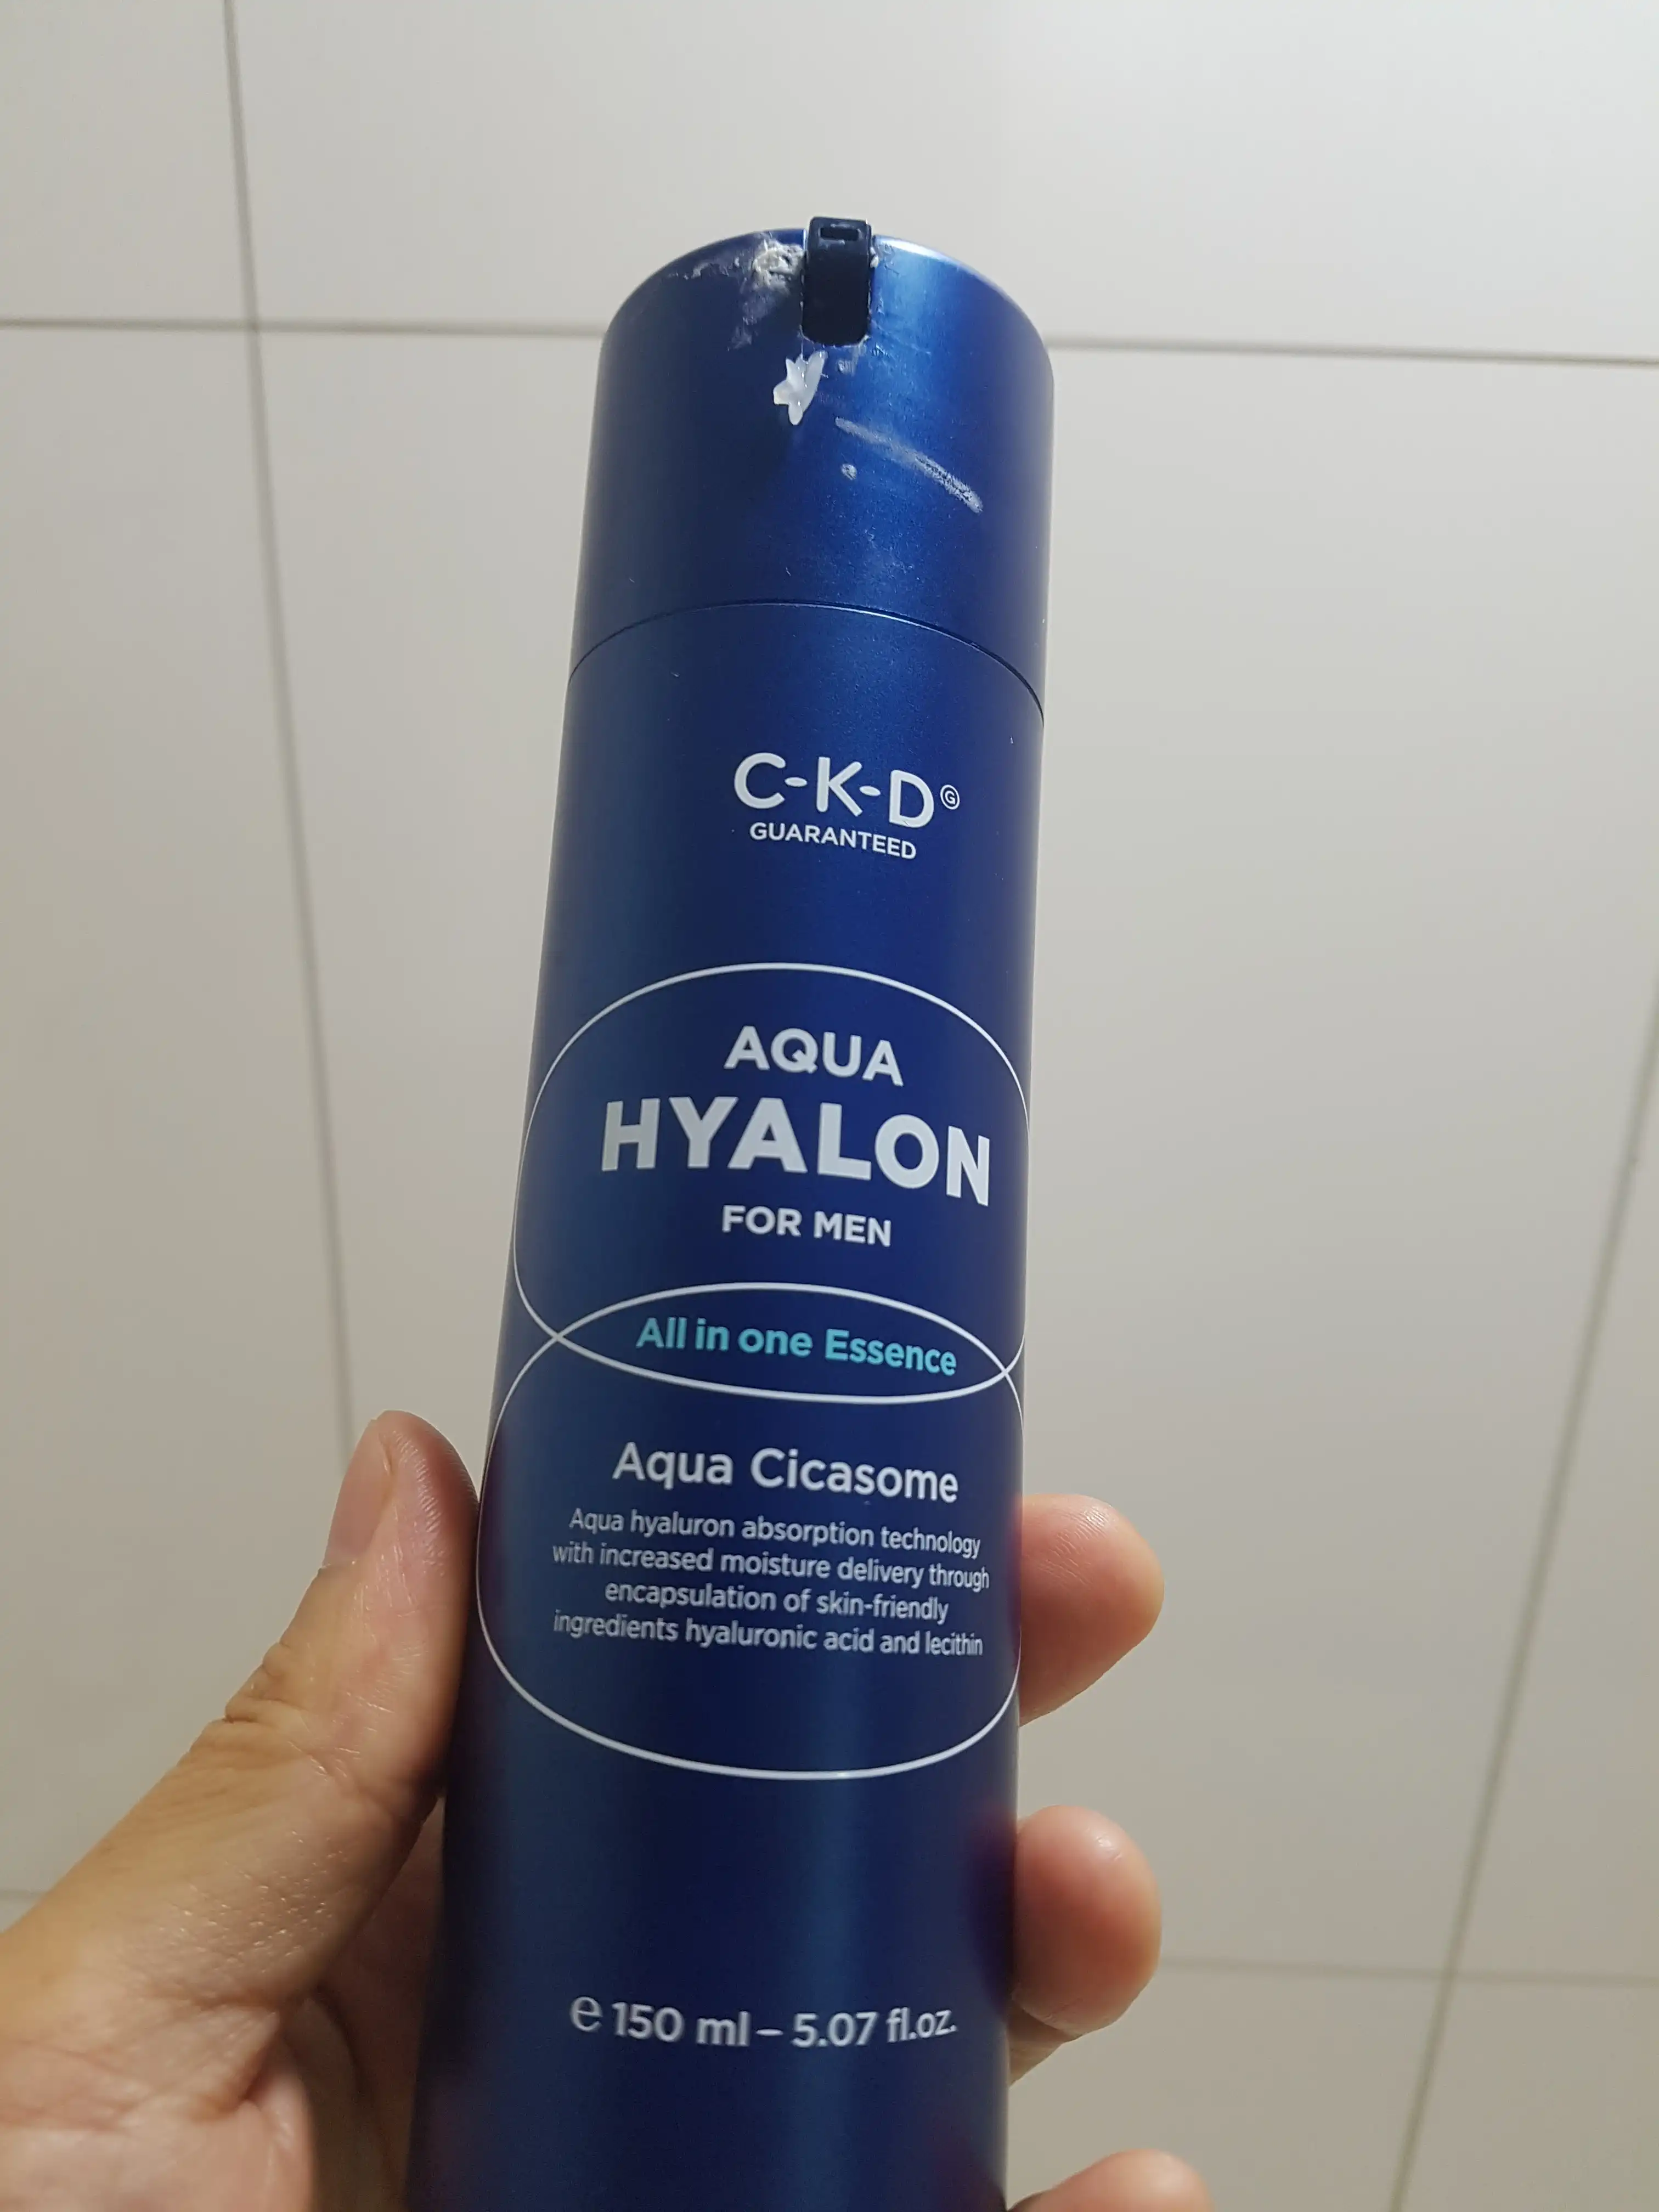 C-K-D Ⓖ
GUARANTEED
AQUA
HYALON
FOR MEN
All in one Essence
Aqua Cicasome
Aqua hyaluron absorption technology
with increased moisture delivery through
encapsulation of skin-friendly
ingredients hyaluronic acid and lecithin
℮ 150 ml – 5.07 fl.oz.